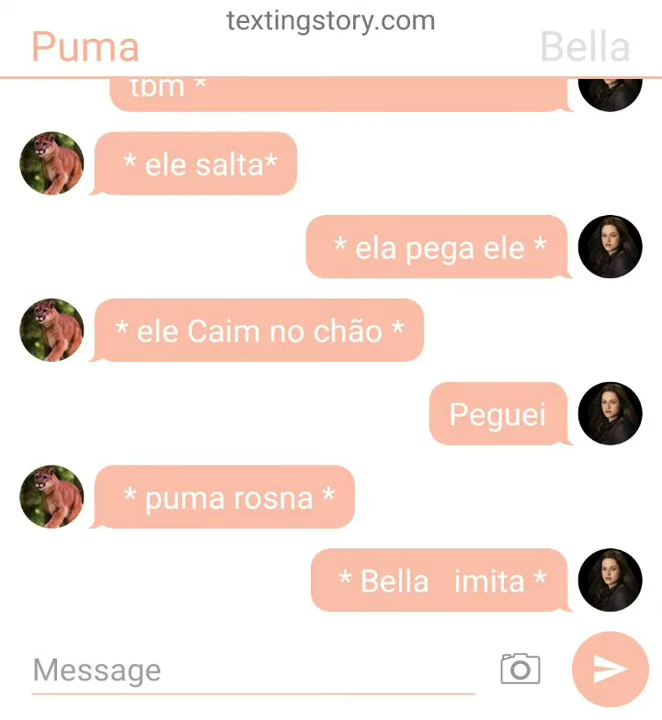 textingstory.com
Puma
Bella
tbm *
* ele salta*
* ela pega ele *
* ele Caim no chão *
Peguei
* puma rosna *
* Bella imita *
Message